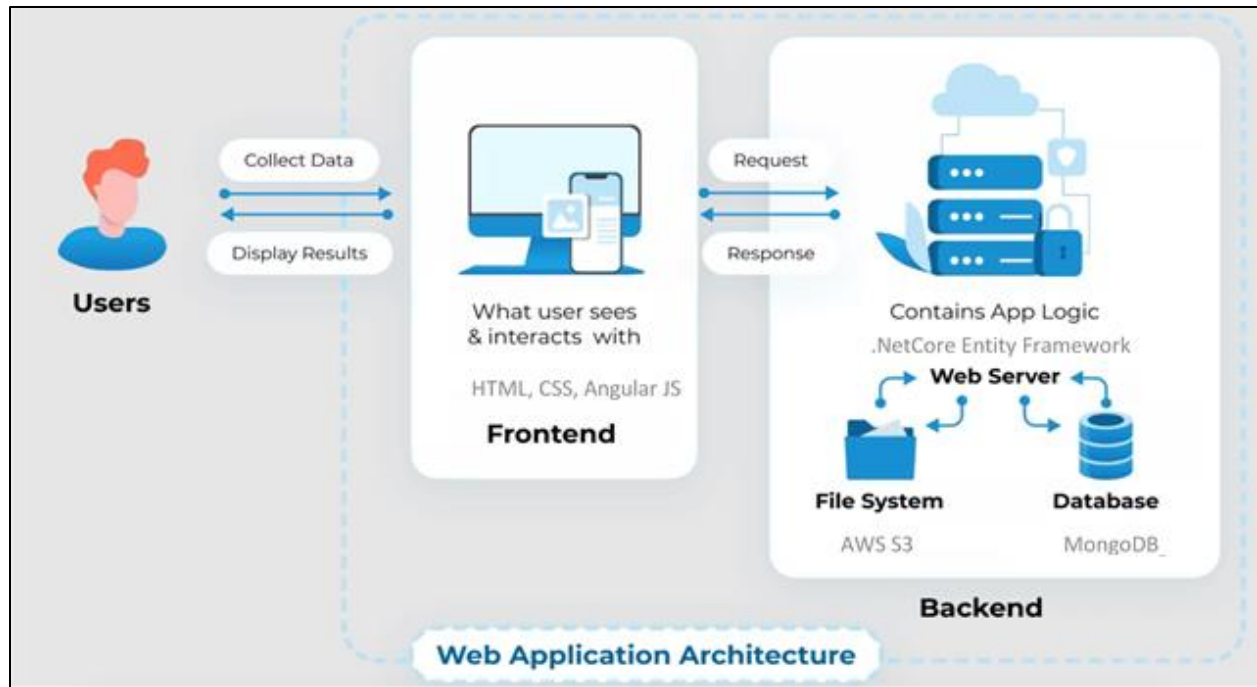 Collect Data
Display Results
Users
What user sees
& interacts with
HTML, CSS, Angular JS
Frontend
Request
Response
Contains App Logic
.NetCore Entity Framework
Web Server
File System
AWS S3
Database
MongoDB_
Backend
Web Application Architecture